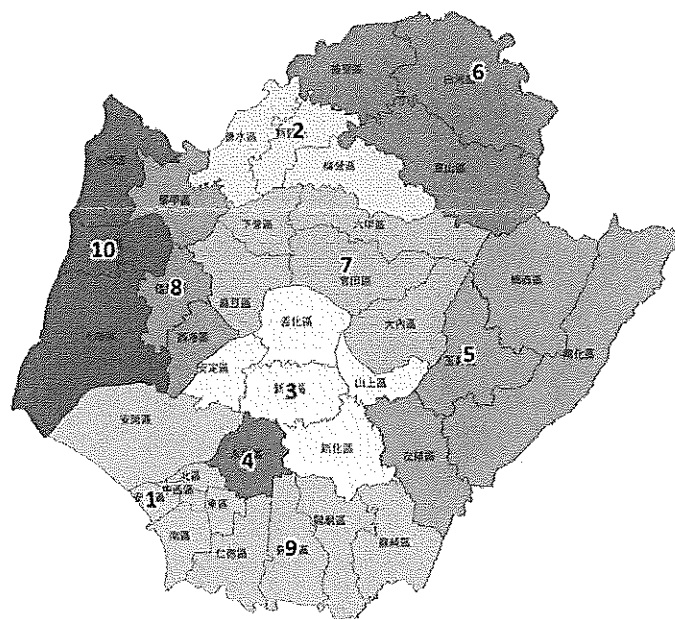 後壁區
白河區
6
2
鹽水區
柳營區
東山區
學甲區
10
下營區
六甲區
7
官田區
8
麻豆區
楠西區
善化區
大內區
西港區
5
南化區
安定區
3
山上區
安南區
新化區
左鎮區
4
北區
1
中西區
東區
南區
仁德區
9
龍崎區